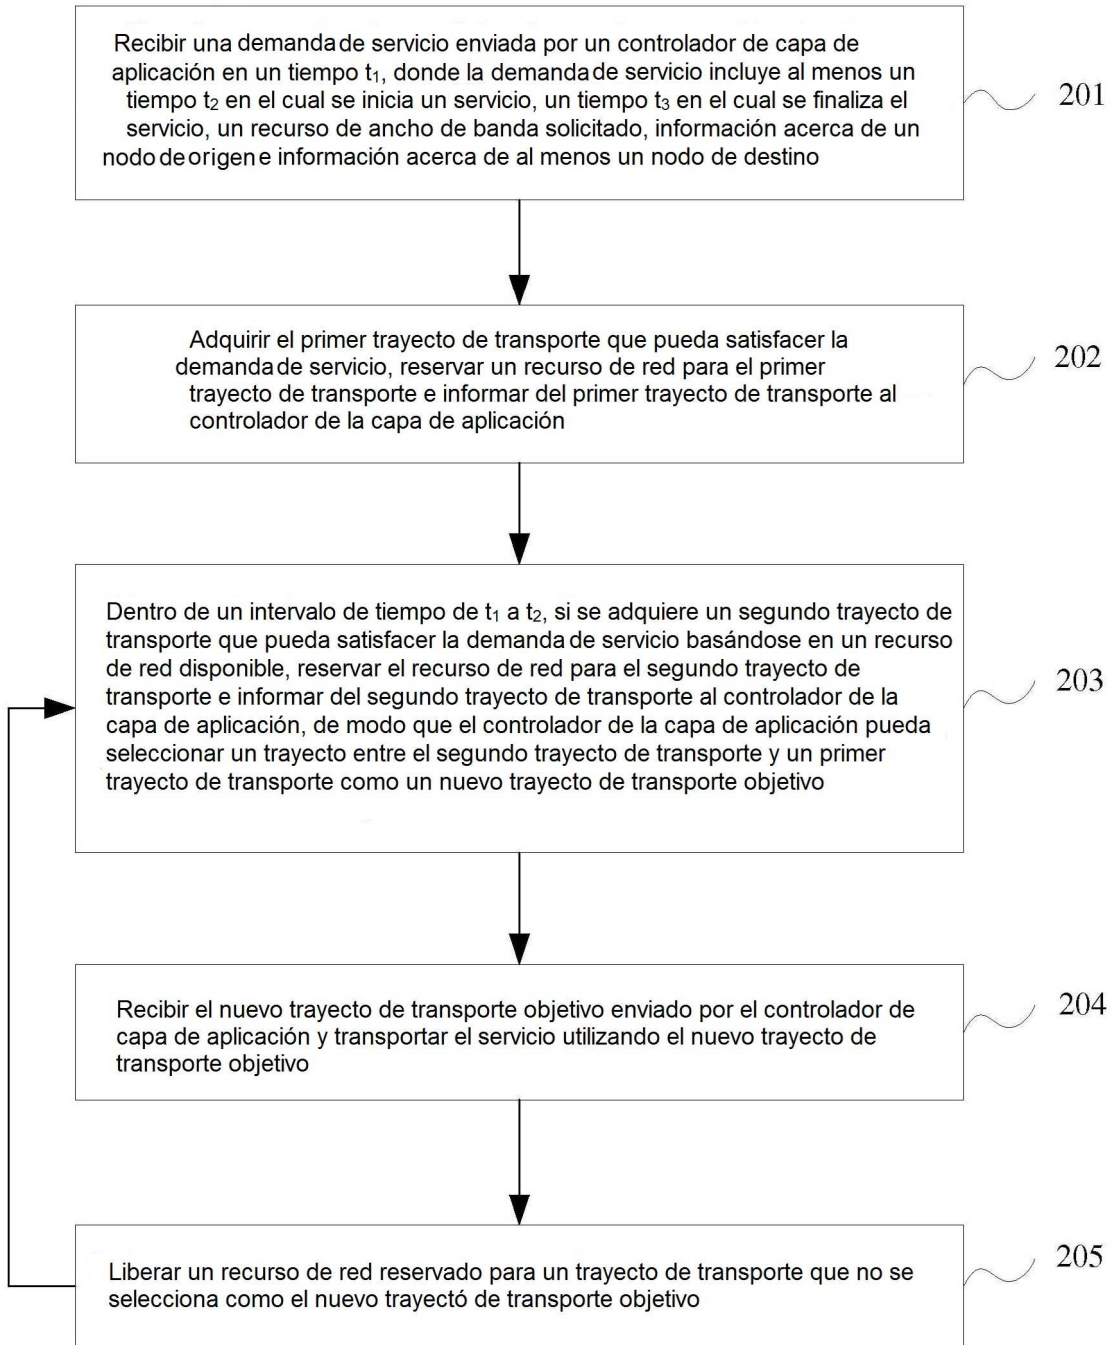 Recibir una demanda de servicio enviada por un controlador de capa de
aplicación en un tiempo t₁, donde la demanda de servicio incluye al menos un
tiempo t₂ en el cual se inicia un servicio, un tiempo t₃ en el cual se finaliza el
servicio, un recurso de ancho de banda solicitado, información acerca de un
nodo de origen e información acerca de al menos un nodo de destino
201
Adquirir el primer trayecto de transporte que pueda satisfacer la
demanda de servicio, reservar un recurso de red para el primer
trayecto de transporte e informar del primer trayecto de transporte al
controlador de la capa de aplicación
202
Dentro de un intervalo de tiempo de t₁ a t₂, si se adquiere un segundo trayecto de
transporte que pueda satisfacer la demanda de servicio basándose en un recurso
de red disponible, reservar el recurso de red para el segundo trayecto de
transporte e informar del segundo trayecto de transporte al controlador de la
capa de aplicación, de modo que el controlador de la capa de aplicación pueda
seleccionar un trayecto entre el segundo trayecto de transporte y un primer
trayecto de transporte como un nuevo trayecto de transporte objetivo
203
Recibir el nuevo trayecto de transporte objetivo enviado por el controlador de
capa de aplicación y transportar el servicio utilizando el nuevo trayecto de
transporte objetivo
204
Liberar un recurso de red reservado para un trayecto de transporte que no se
selecciona como el nuevo trayectó de transporte objetivo
205